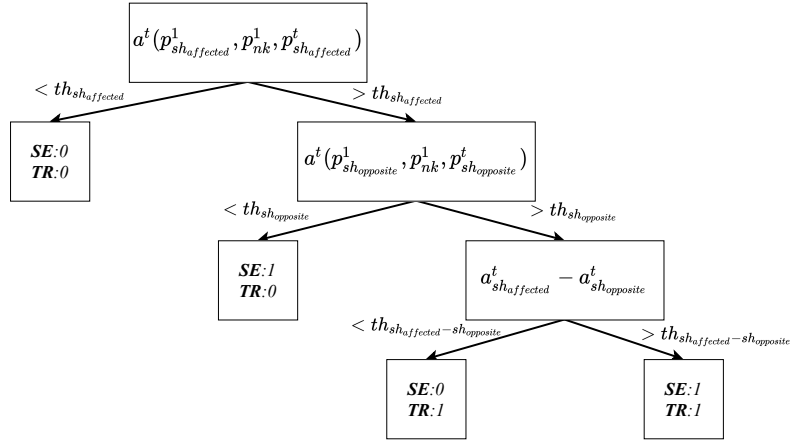 a^t(p^1_{sh_{affected}}, p^1_{nk}, p^t_{sh_{affected}})
< th_{sh_{affected}}
> th_{sh_{affected}}
SE:0
TR:0
a^t(p^1_{sh_{opposite}}, p^1_{nk}, p^t_{sh_{opposite}})
< th_{sh_{opposite}}
> th_{sh_{opposite}}
SE:1
TR:0
a^t_{sh_{affected}} − a^t_{sh_{opposite}}
< th_{sh_{affected}−sh_{opposite}}
> th_{sh_{affected}−sh_{opposite}}
SE:0
TR:1
SE:1
TR:1